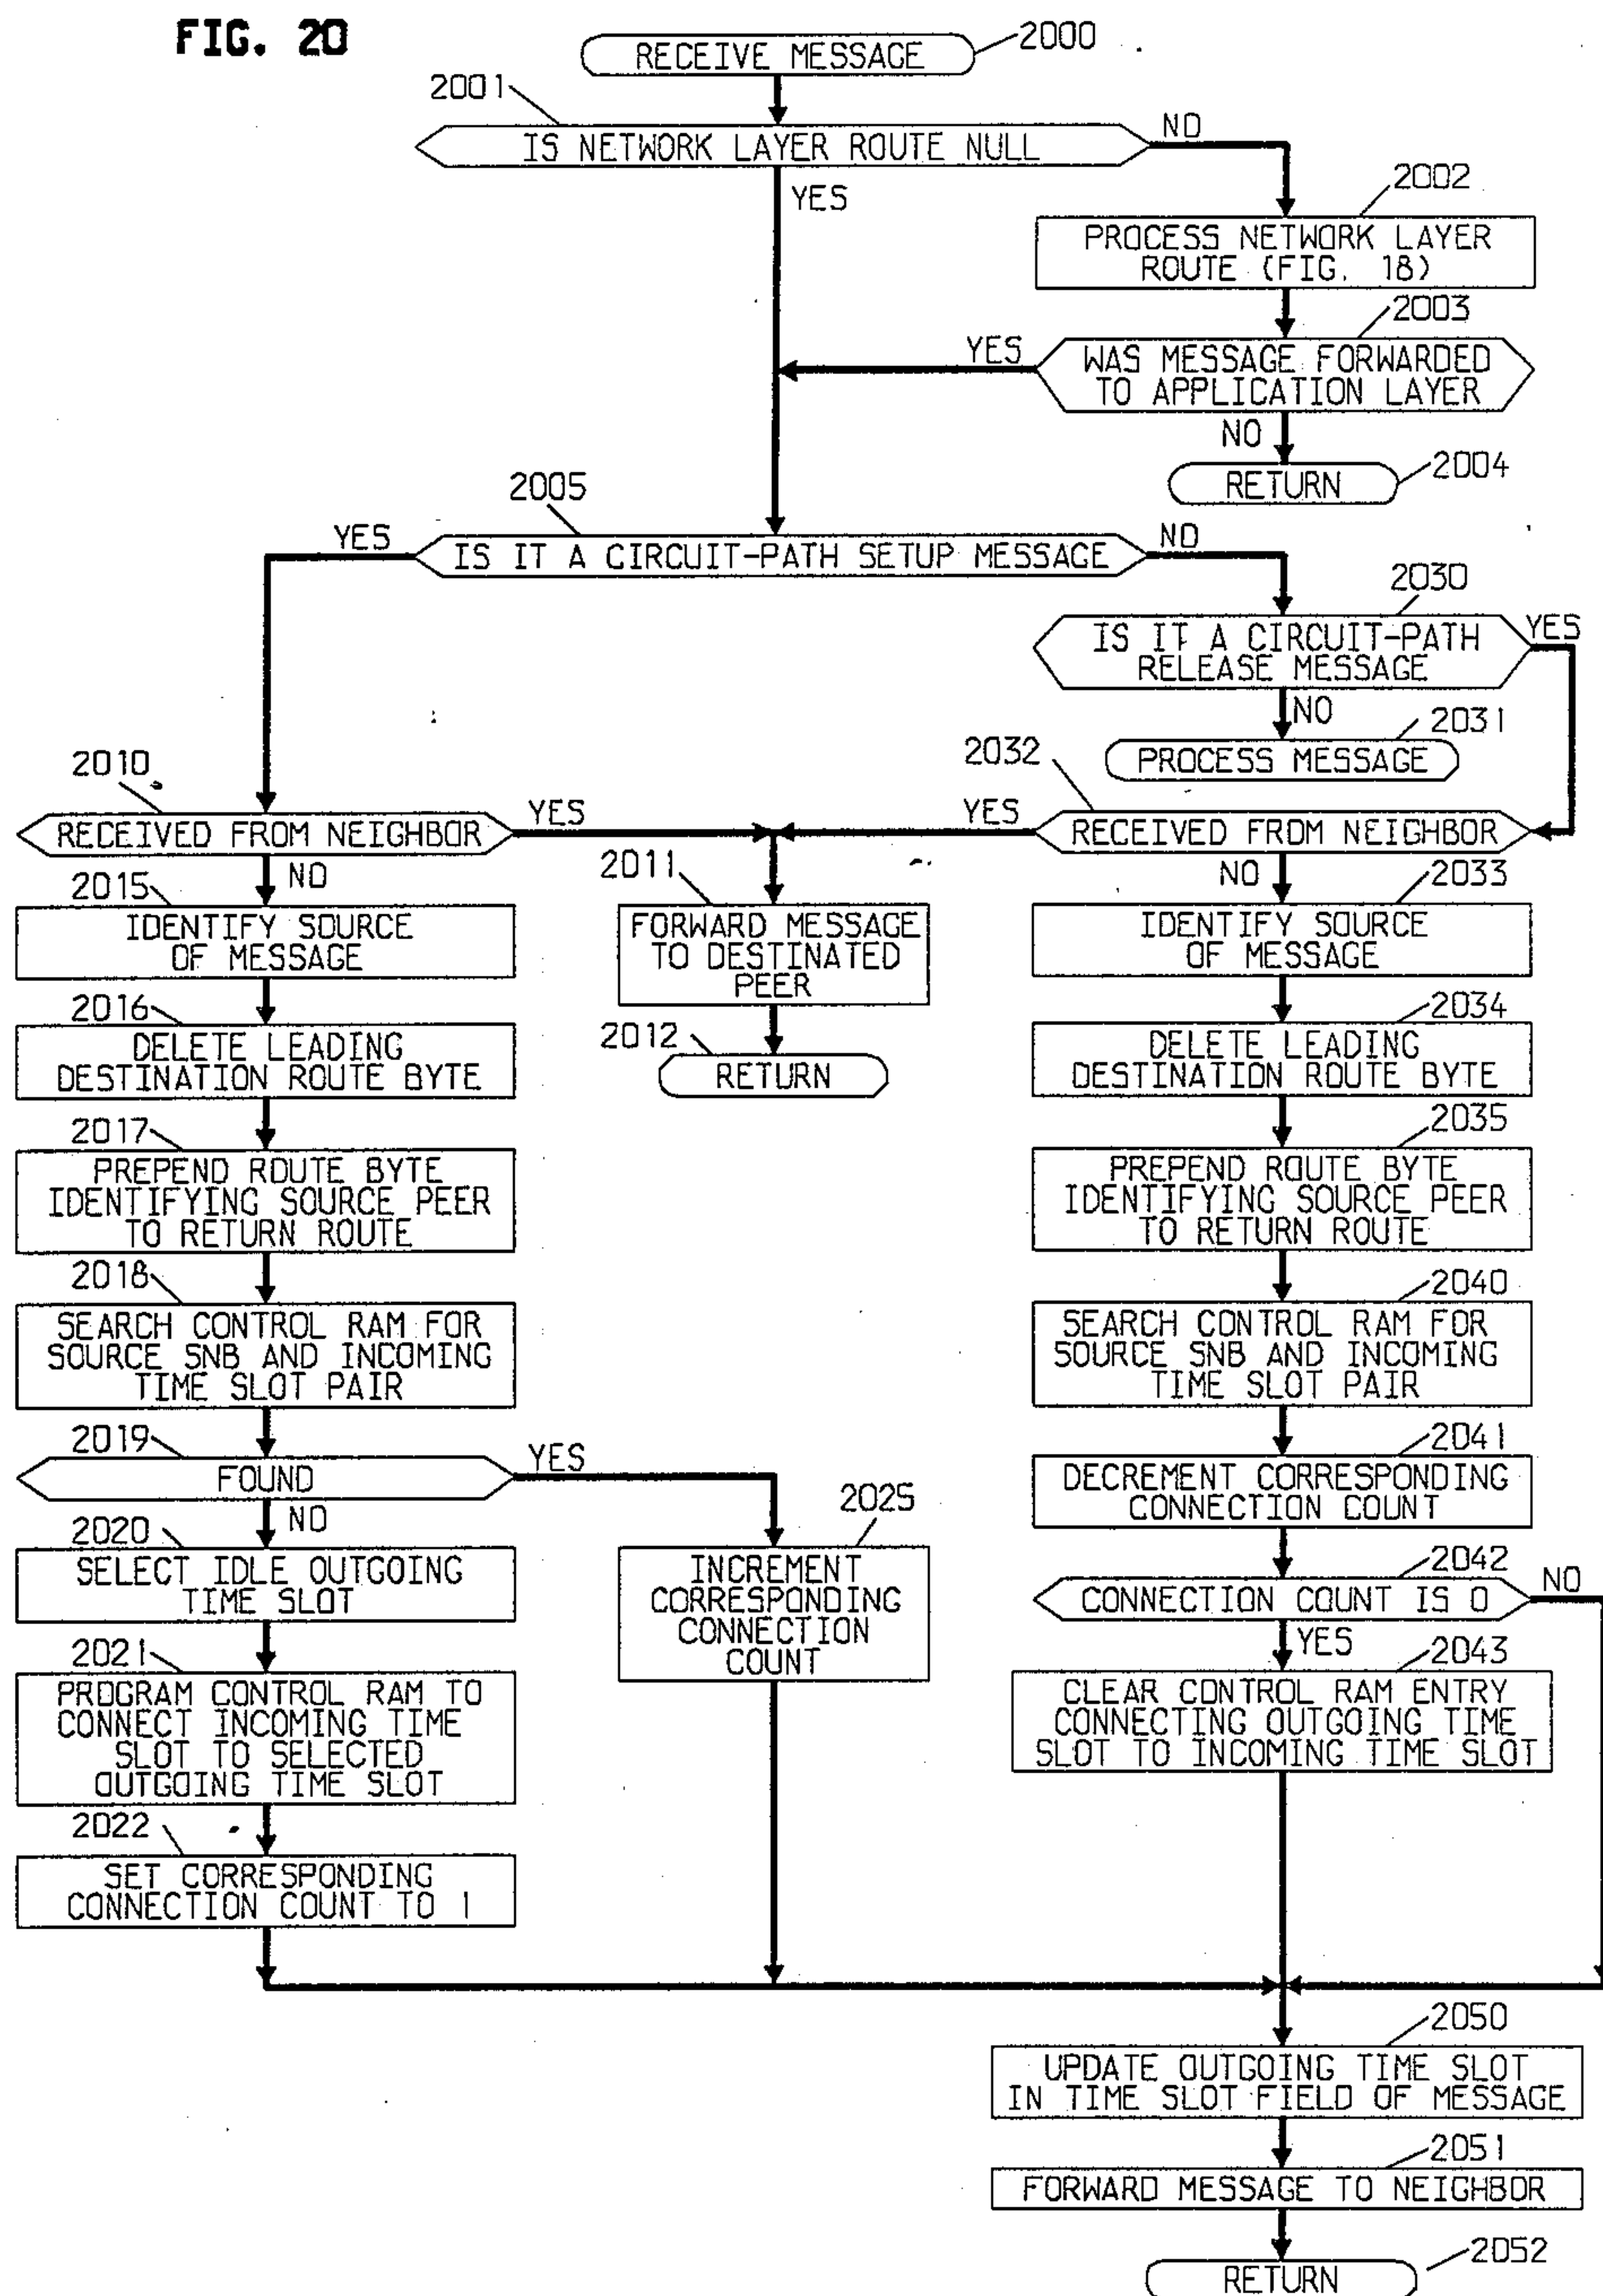 FIG. 20
RECEIVE MESSAGE
2000
2001
IS NETWORK LAYER ROUTE NULL
NO
YES
2002
PROCESS NETWORK LAYER
ROUTE (FIG. 18)
2003
YES
WAS MESSAGE FORWARDED
TO APPLICATION LAYER
NO
2004
RETURN
2005
YES
IS IT A CIRCUIT-PATH SETUP MESSAGE
NO
2030
IS IT A CIRCUIT-PATH
RELEASE MESSAGE
YES
NO
2031
PROCESS MESSAGE
2010
RECEIVED FROM NEIGHBOR
YES
2032
YES
RECEIVED FROM NEIGHBOR
NO
2015
IDENTIFY SOURCE
OF MESSAGE
2011
FORWARD MESSAGE
TO DESTINATED
PEER
NO
2033
IDENTIFY SOURCE
OF MESSAGE
2016
DELETE LEADING
DESTINATION ROUTE BYTE
2012
RETURN
2034
DELETE LEADING
DESTINATION ROUTE BYTE
2017
PREPEND ROUTE BYTE
IDENTIFYING SOURCE PEER
TO RETURN ROUTE
2035
PREPEND ROUTE BYTE
IDENTIFYING SOURCE PEER
TO RETURN ROUTE
2018
SEARCH CONTROL RAM FOR
SOURCE SNB AND INCOMING
TIME SLOT PAIR
2040
SEARCH CONTROL RAM FOR
SOURCE SNB AND INCOMING
TIME SLOT PAIR
2019
FOUND
YES
NO
2041
DECREMENT CORRESPONDING
CONNECTION COUNT
2020
SELECT IDLE OUTGOING
TIME SLOT
2025
INCREMENT
CORRESPONDING
CONNECTION
COUNT
2042
CONNECTION COUNT IS 0
NO
YES
2021
PROGRAM CONTROL RAM TO
CONNECT INCOMING TIME
SLOT TO SELECTED
OUTGOING TIME SLOT
2043
CLEAR CONTROL RAM ENTRY
CONNECTING OUTGOING TIME
SLOT TO INCOMING TIME SLOT
2022
SET CORRESPONDING
CONNECTION COUNT TO 1
2050
UPDATE OUTGOING TIME SLOT
IN TIME SLOT FIELD OF MESSAGE
2051
FORWARD MESSAGE TO NEIGHBOR
2052
RETURN